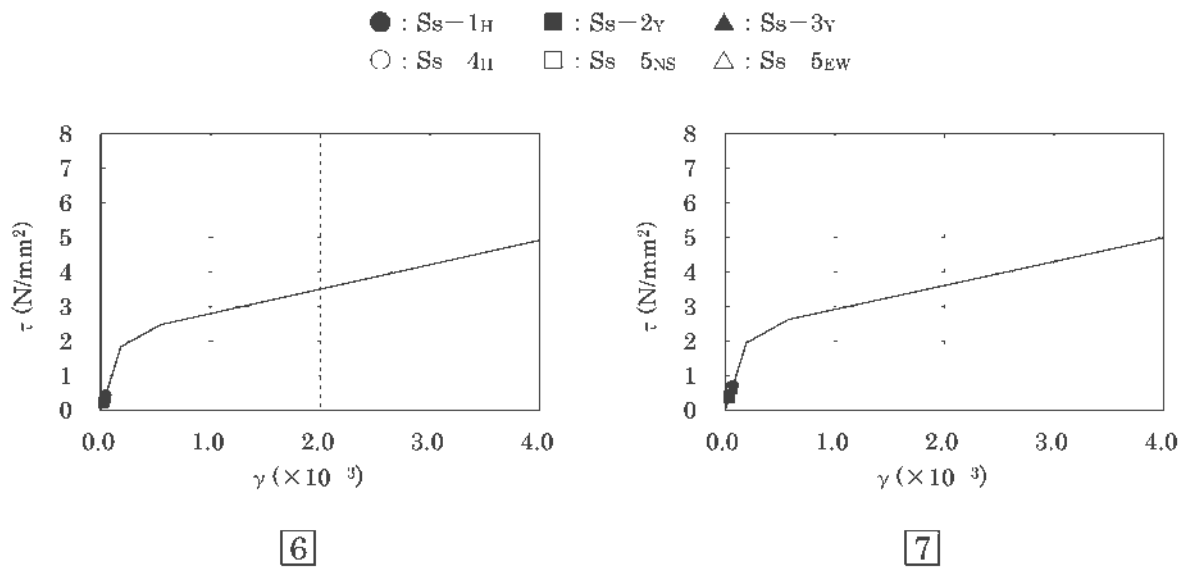 ● : Ss－1H ■ : Ss－2Y ▲ : Ss－3Y
○ : Ss 4H □ : Ss 5NS △ : Ss 5EW
8
7
6
5
4
3
2
1
0
τ (N/mm²)
0.0 1.0 2.0 3.0 4.0
γ (×10⁻³)
6
8
7
6
5
4
3
2
1
0
τ (N/mm²)
0.0 1.0 2.0 3.0 4.0
γ (×10⁻³)
7